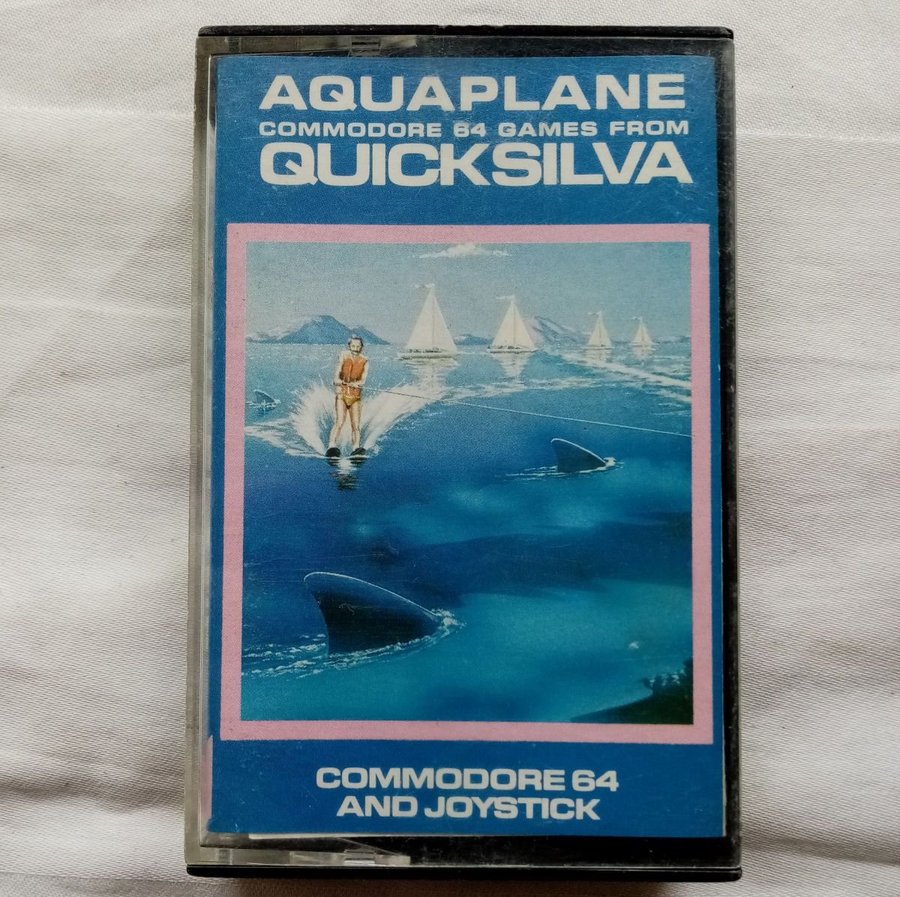 AQUAPLANE
COMMODORE 64 GAMES FROM
QUICKSILVA
COMMODORE 64
AND JOYSTICK